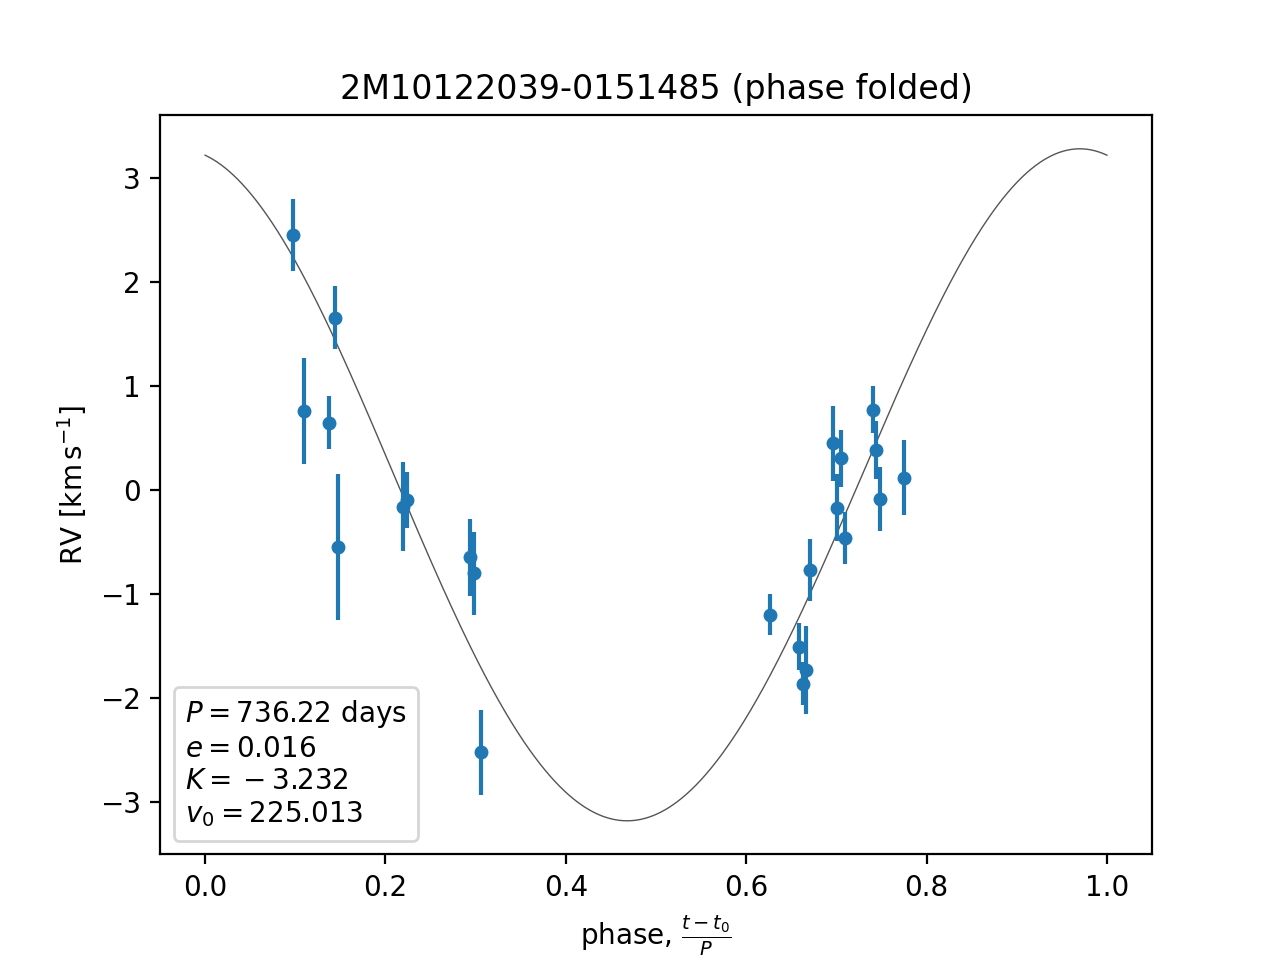 2M10122039-0151485 (phase folded)
RV [km s⁻¹]
3
2
1
0
−1
−2
−3
P = 736.22 days
e = 0.016
K = − 3.232
v₀ = 225.013
0.0 0.2 0.4 0.6 0.8 1.0
phase, (t − t₀)/P